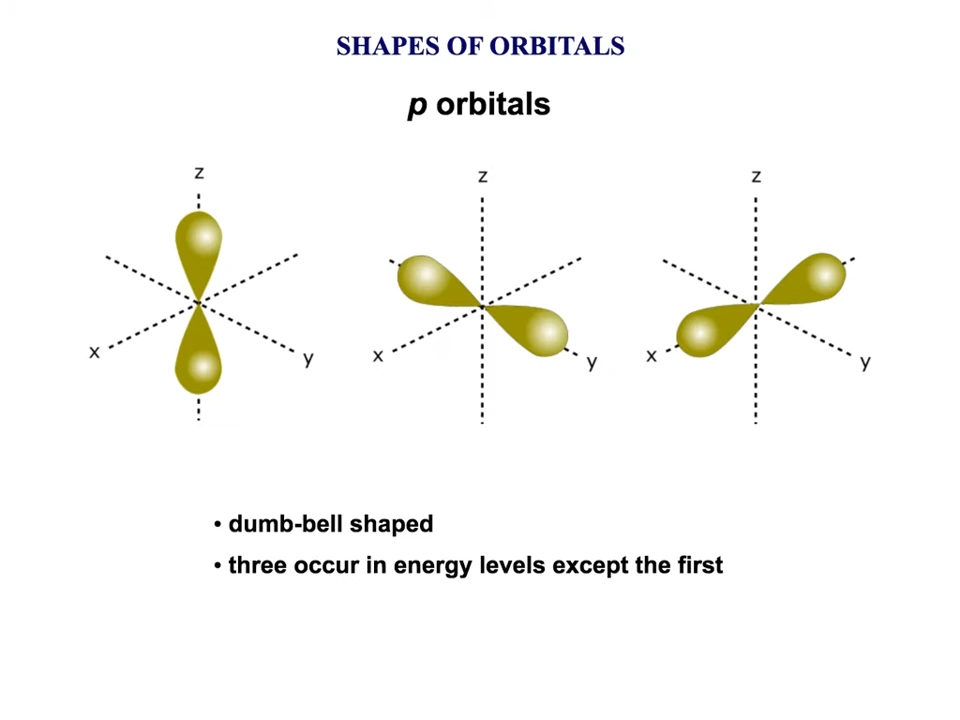 SHAPES OF ORBITALS
p orbitals
z
x
y
z
x
y
z
x
y
• dumb-bell shaped
• three occur in energy levels except the first